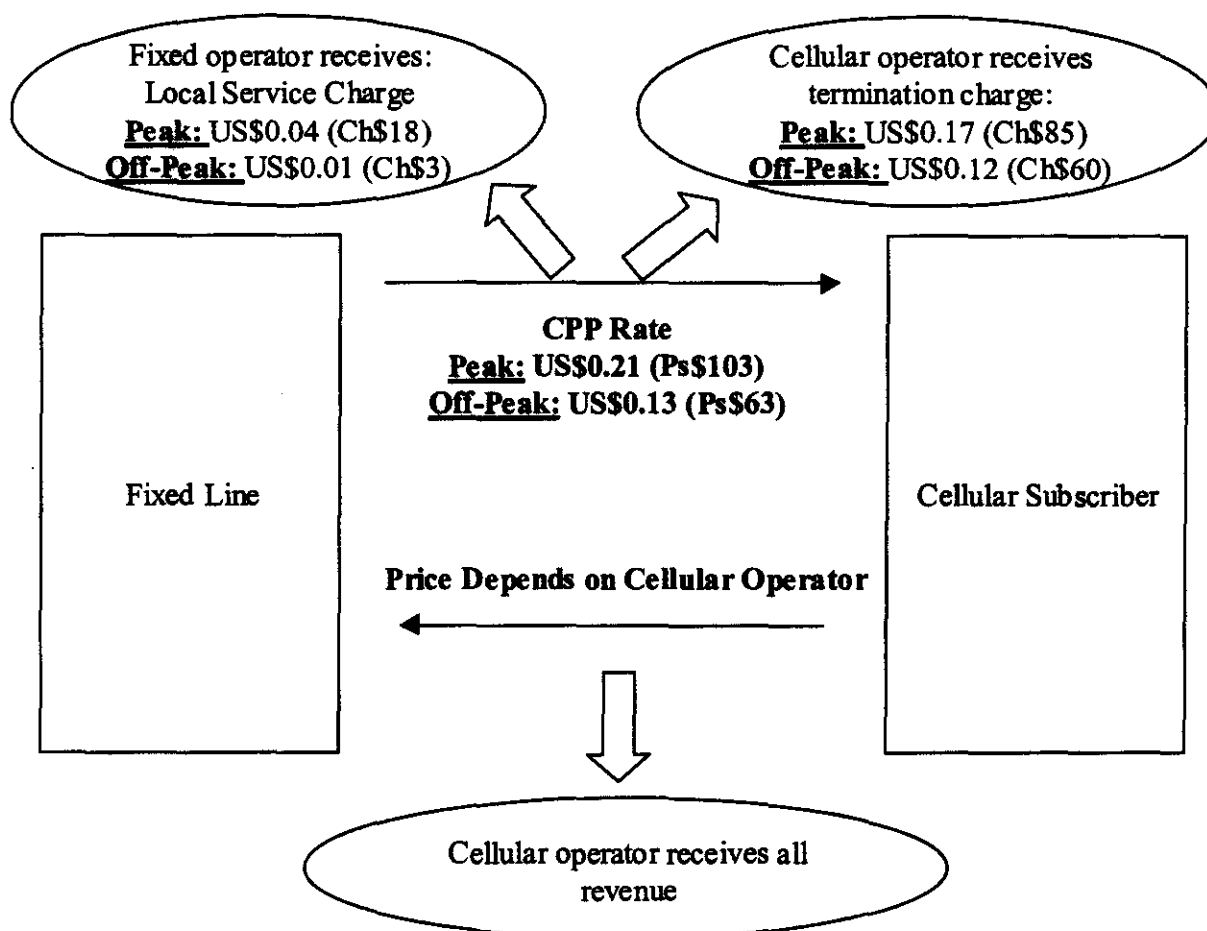 Fixed operator receives:
Local Service Charge
Peak: US$0.04 (Ch$18)
Off-Peak: US$0.01 (Ch$3)
Cellular operator receives
termination charge:
Peak: US$0.17 (Ch$85)
Off-Peak: US$0.12 (Ch$60)
CPP Rate
Peak: US$0.21 (Ps$103)
Off-Peak: US$0.13 (Ps$63)
Fixed Line
Cellular Subscriber
Price Depends on Cellular Operator
Cellular operator receives all
revenue